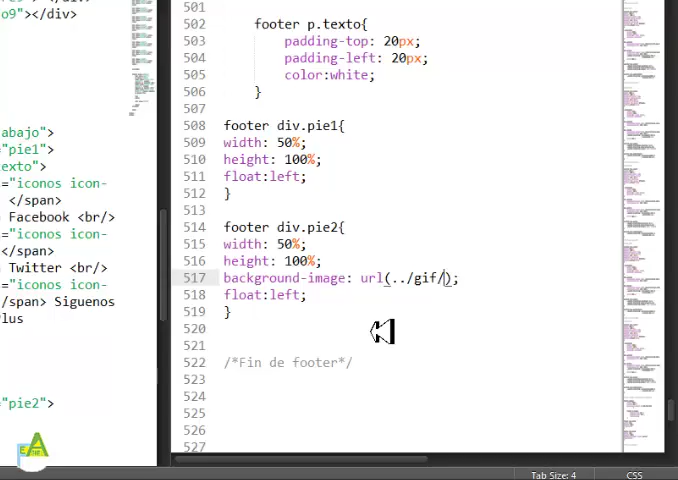 o9"></div>
abajo">
="pie1">
texto">
="iconos icon-
</span>
Facebook <br/>
="iconos icon-
</span>
Twitter <br/>
="iconos icon-
/span> Siguenos
Plus
="pie2">
501
502 footer p.texto{
503 padding-top: 20px;
504 padding-left: 20px;
505 color:white;
506 }
507
508 footer div.pie1{
509 width: 50%;
510 height: 100%;
511 float:left;
512 }
513
514 footer div.pie2{
515 width: 50%;
516 height: 100%;
517 background-image: url(../gif/);
518 float:left;
519 }
520
521
522 /*Fin de footer*/
523
524
525
526
527
Tab Size: 4 CSS